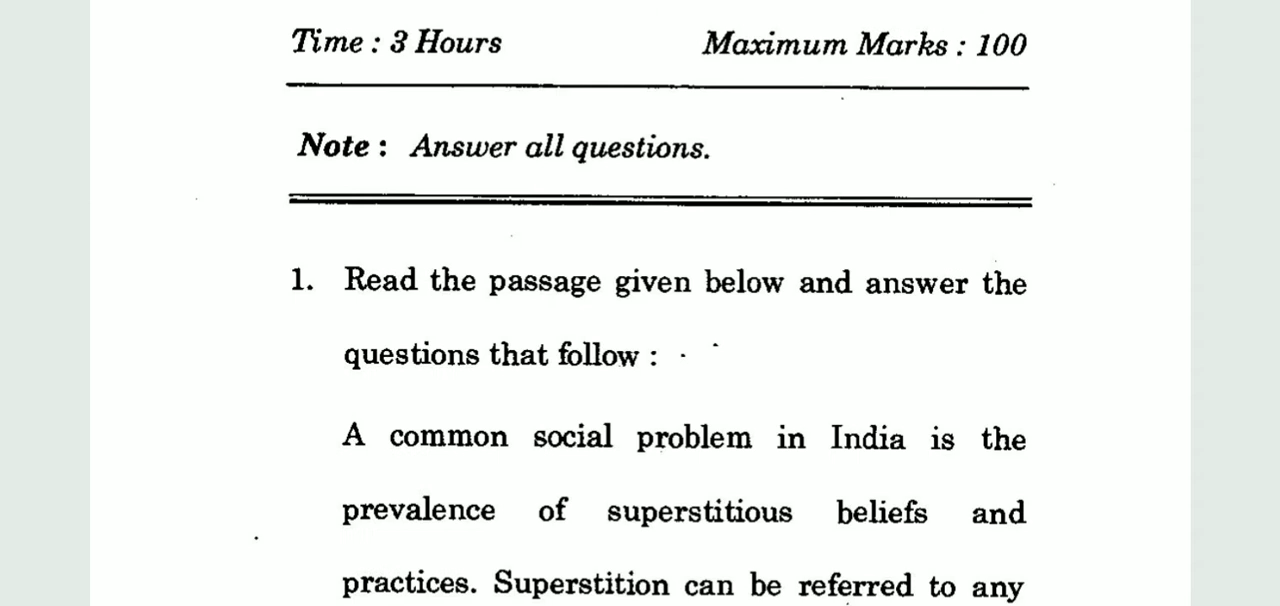 Time : 3 Hours Maximum Marks : 100
Note : Answer all questions.
1. Read the passage given below and answer the
questions that follow :
A common social problem in India is the
prevalence of superstitious beliefs and
practices. Superstition can be referred to any